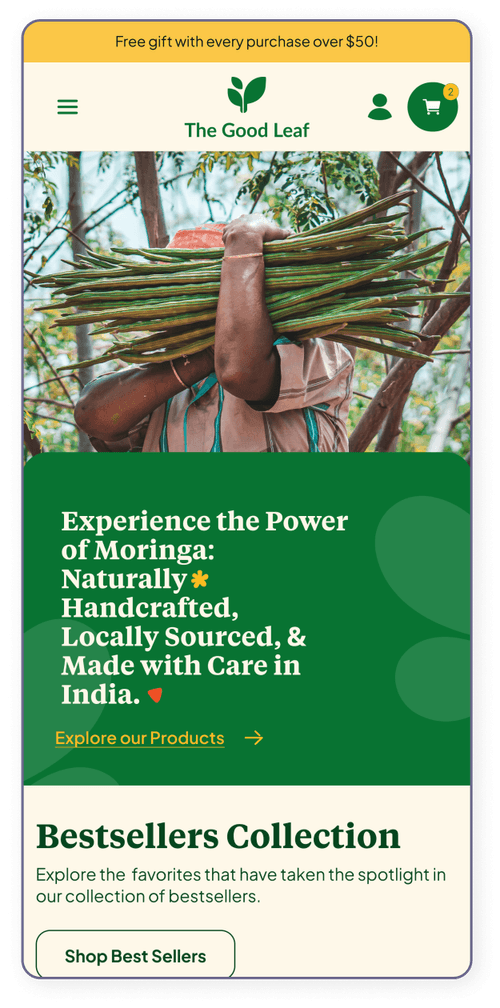 Free gift with every purchase over $50!
2
The Good Leaf
Experience the Power
of Moringa:
Naturally
Handcrafted,
Locally Sourced, &
Made with Care in
India.
Explore our Products
Bestsellers Collection
Explore the favorites that have taken the spotlight in
our collection of bestsellers.
Shop Best Sellers